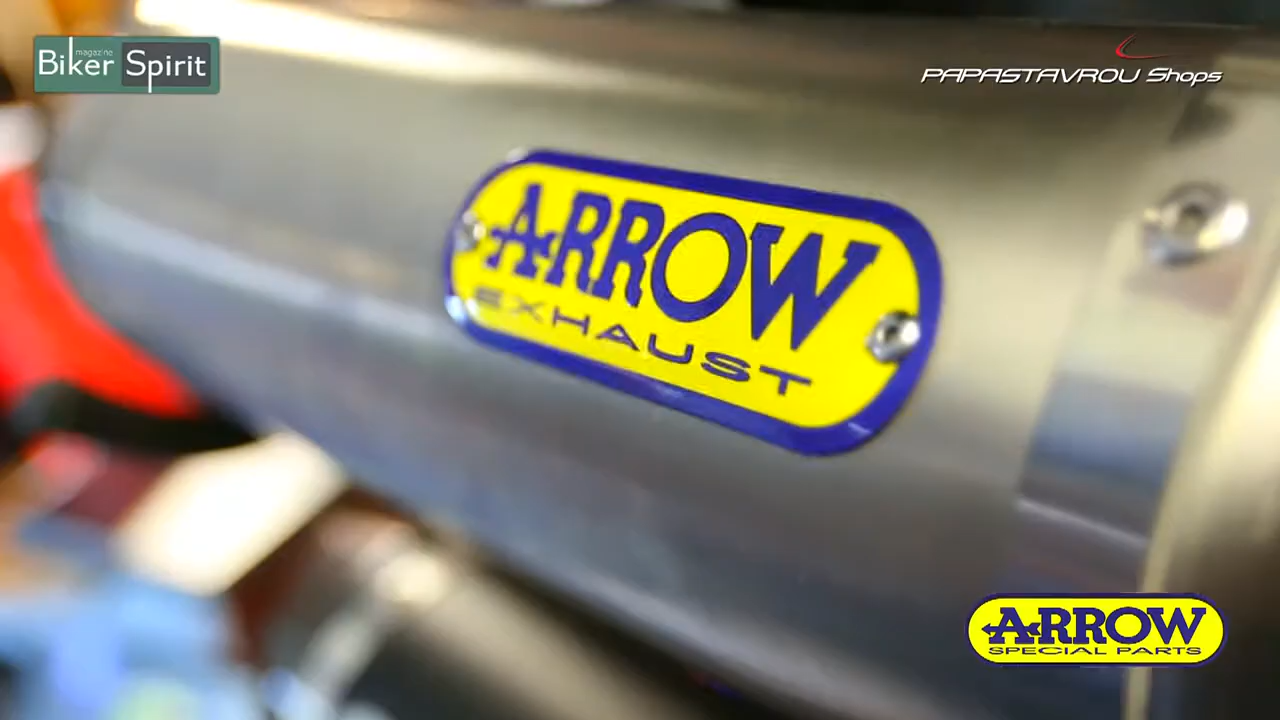 magazine
Biker Spirit
PAPASTAVROU Shops
ARROW
EXHAUST
ARROW
SPECIAL PARTS